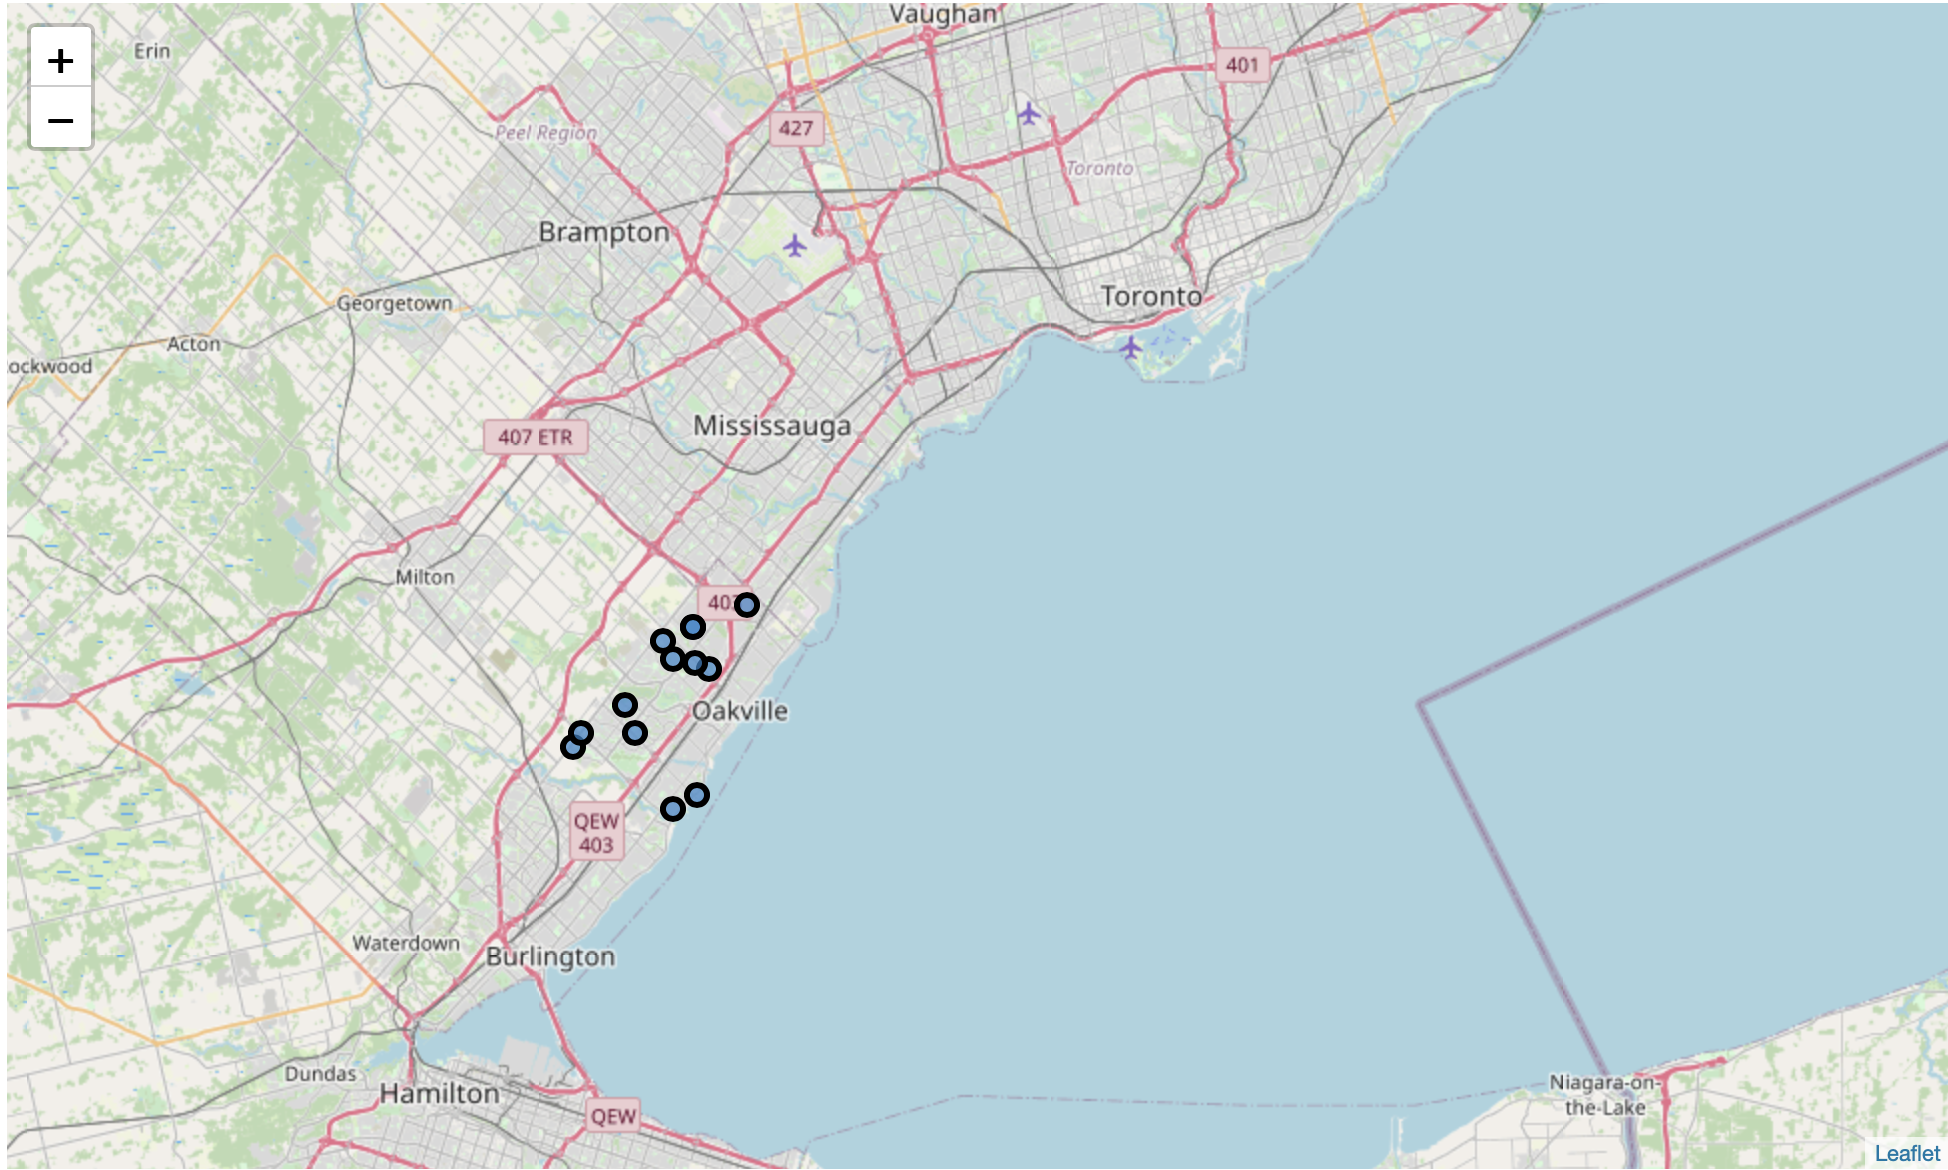 Vaughan
Erin
+
401
−
427
Peel Region
Toronto
Brampton
Toronto
Georgetown
Acton
ockwood
Mississauga
407 ETR
Milton
403
Oakville
QEW
403
Waterdown
Burlington
Dundas
Hamilton
Niagara-on-
the-Lake
QEW
Leaflet